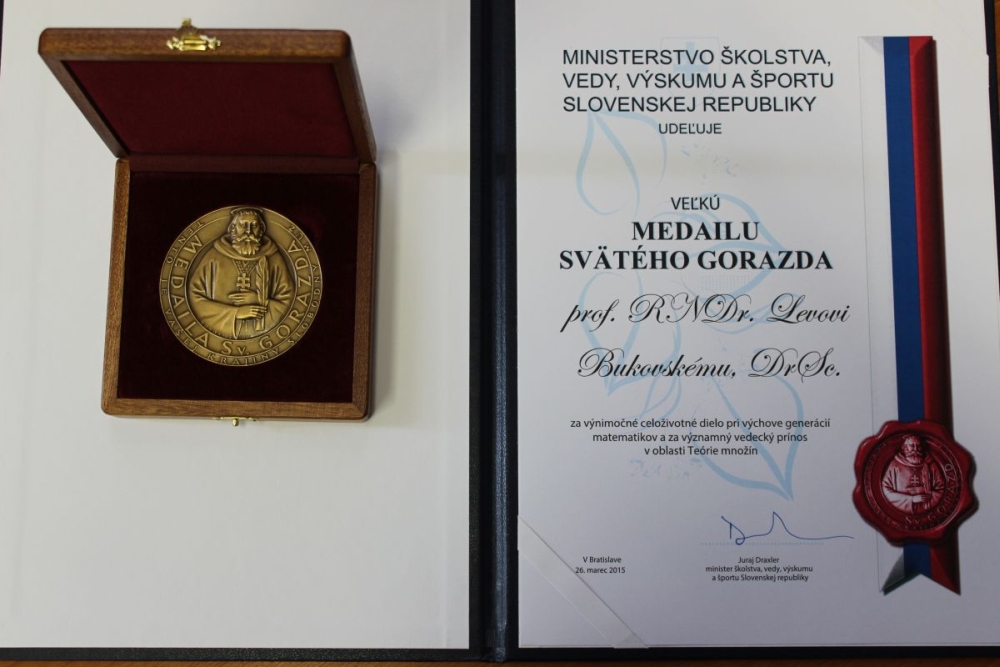 MEDAILA Sv. GORAZDA
MINISTERSTVO ŠKOLSTVA,
VEDY, VÝSKUMU A ŠPORTU
SLOVENSKEJ REPUBLIKY
UDEĽUJE
VEĽKÚ
MEDAILU
SVÄTÉHO GORAZDA
prof. RNDr. Levovi
Bukovskému, DrSc.
za výnimočné celoživotné dielo pri výchove generácií
matematikov a za významný vedecký prínos
v oblasti Teórie množín
V Bratislave
26. marec 2015
Juraj Draxler
minister školstva, vedy, výskumu
a športu Slovenskej republiky
Sv. GORAZDA